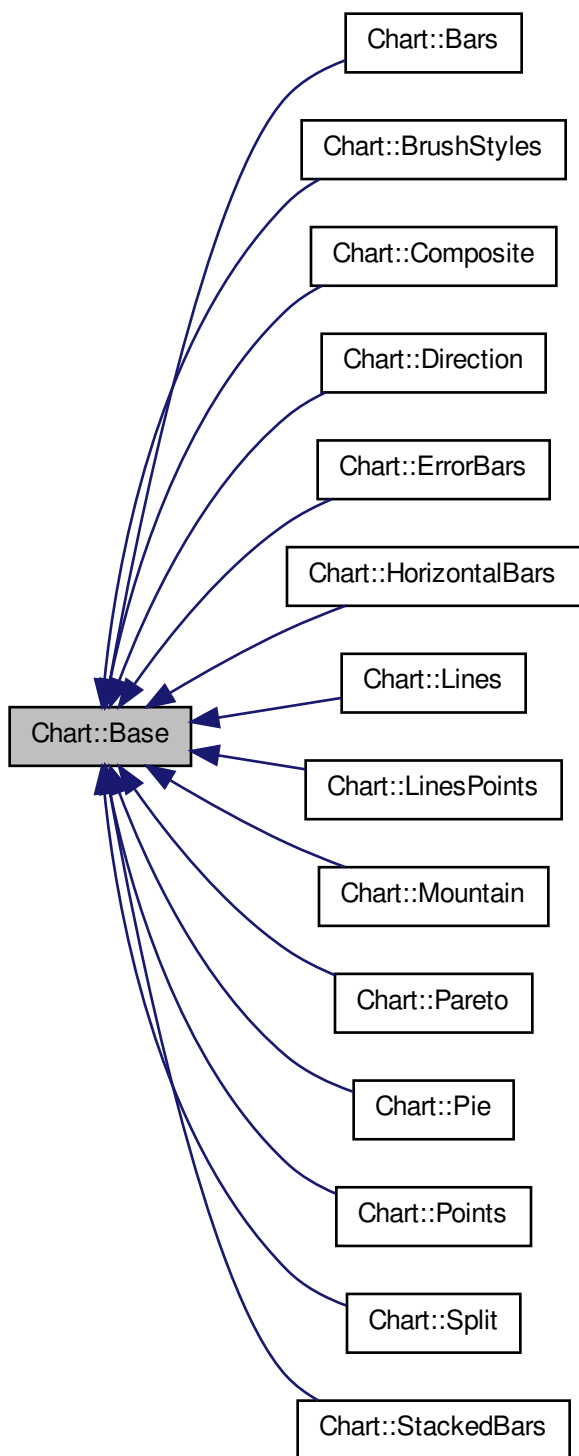 Chart::Bars
Chart::BrushStyles
Chart::Composite
Chart::Direction
Chart::ErrorBars
Chart::HorizontalBars
Chart::Lines
Chart::Base
Chart::LinesPoints
Chart::Mountain
Chart::Pareto
Chart::Pie
Chart::Points
Chart::Split
Chart::StackedBars